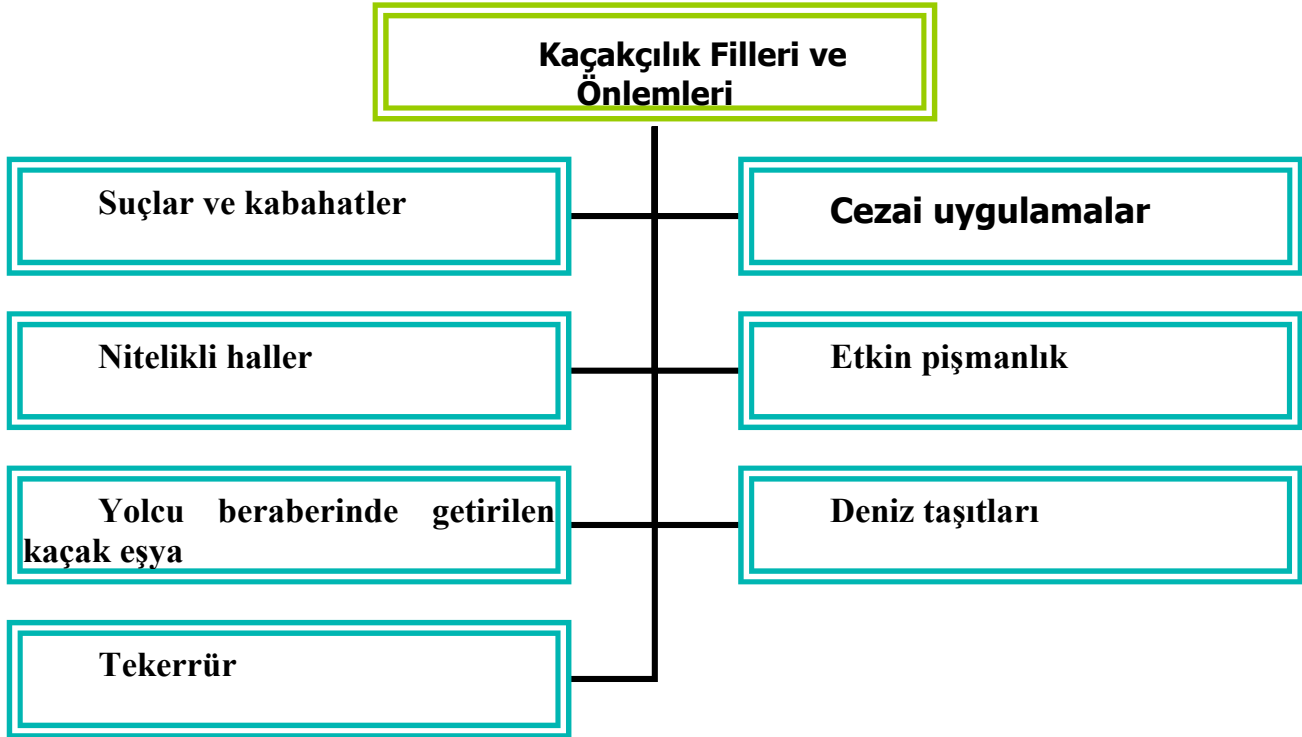 Kaçakçılık Filleri ve
Önlemleri
Suçlar ve kabahatler
Cezai uygulamalar
Nitelikli haller
Etkin pişmanlık
Yolcu beraberinde getirilen
kaçak eşya
Deniz taşıtları
Tekerrür